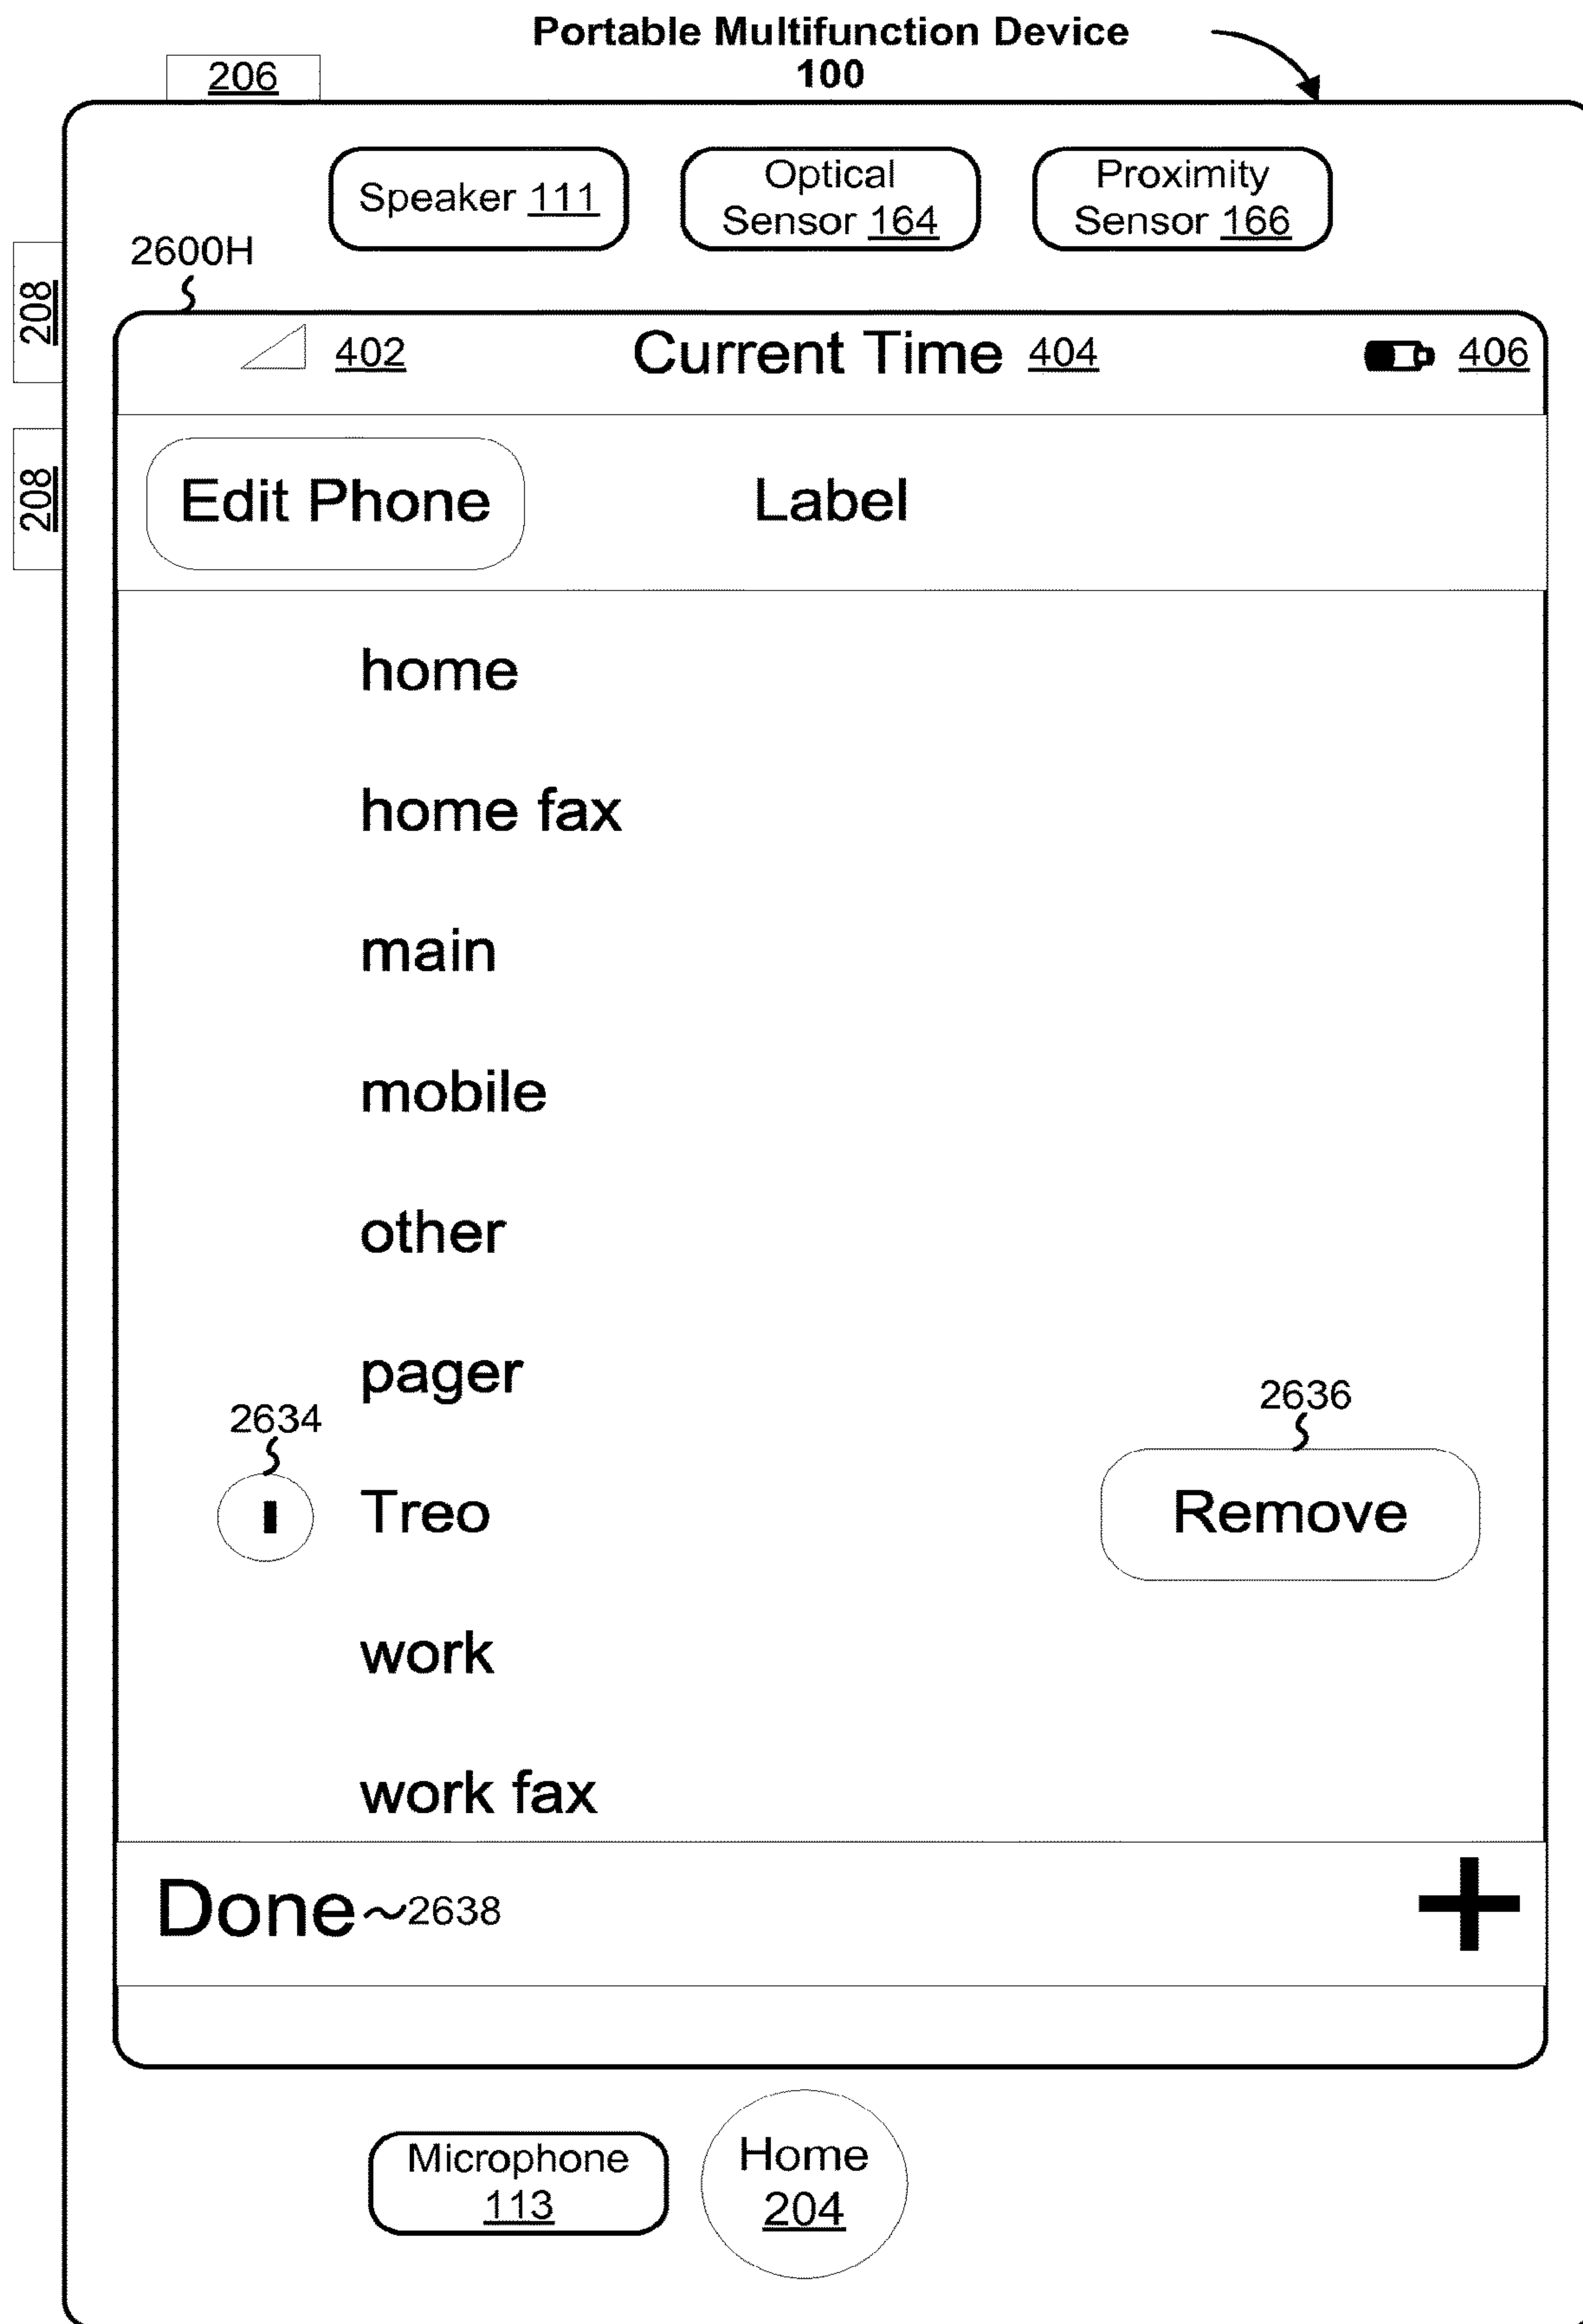 Portable Multifunction Device
100
206
Speaker 111
Optical
Sensor 164
Proximity
Sensor 166
2600H
208
208
402
Current Time 404
406
Edit Phone
Label
home
home fax
main
mobile
other
pager
2634
2636
Treo
Remove
work
work fax
Done
2638
Microphone
113
Home
204